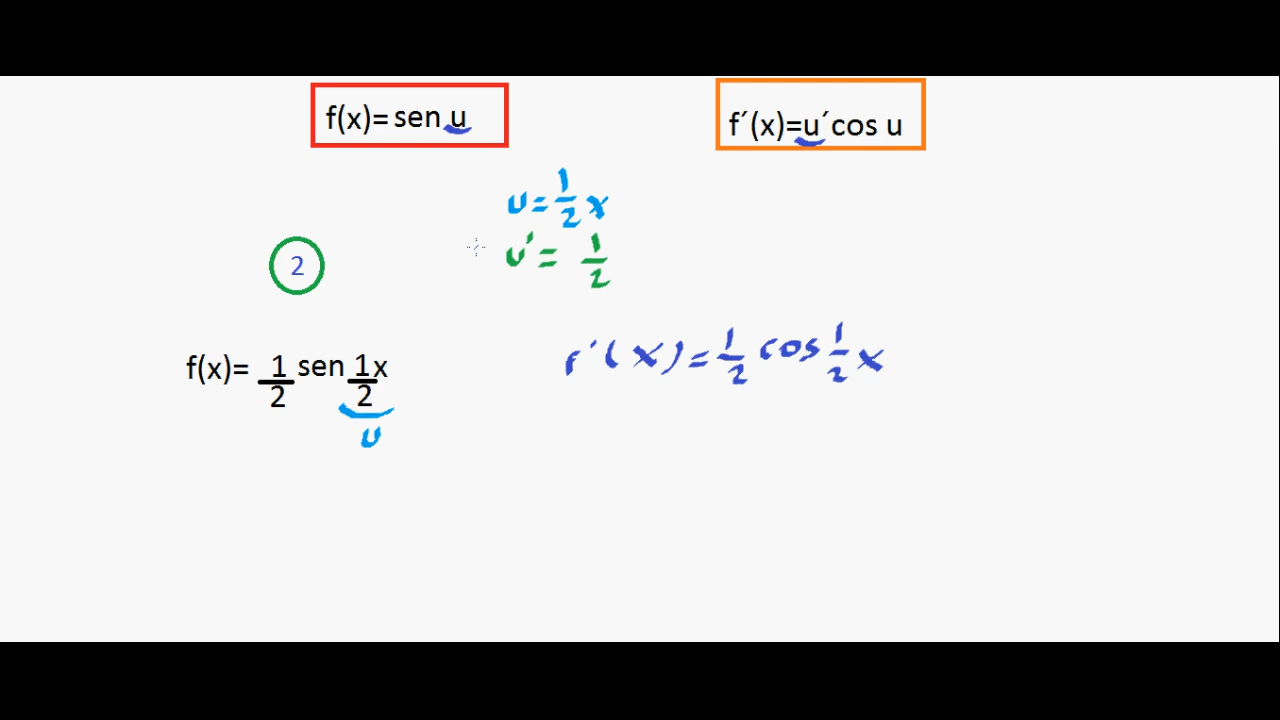 f(x)= sen u
f´(x)=u´cos u
u=1/2 x
u'= 1/2
2
f(x)= 1/2 sen 1/2 x
u
f'(x)=1/2 cos 1/2 x